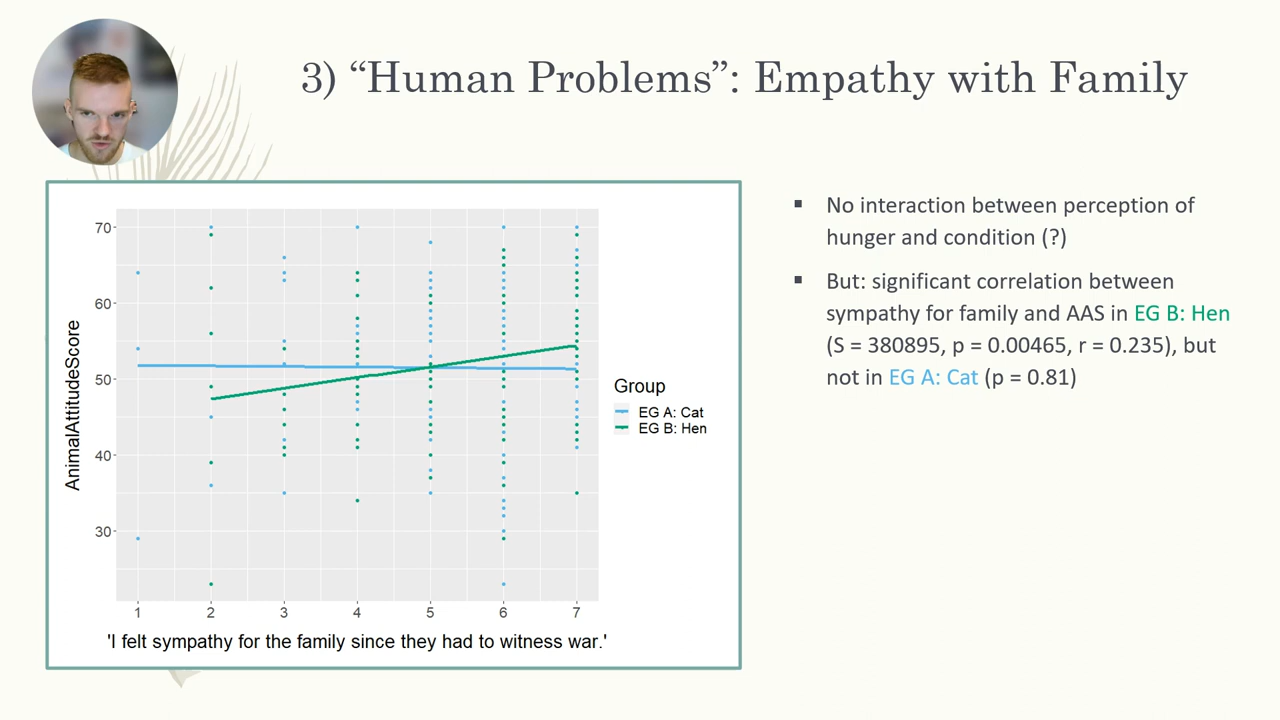 3) “Human Problems”: Empathy with Family
70
60
50
40
30
AnimalAttitudeScore
1 2 3 4 5 6 7
'I felt sympathy for the family since they had to witness war.'
Group
EG A: Cat
EG B: Hen
▪ No interaction between perception of
hunger and condition (?)
▪ But: significant correlation between
sympathy for family and AAS in EG B: Hen
(S = 380895, p = 0.00465, r = 0.235), but
not in EG A: Cat (p = 0.81)